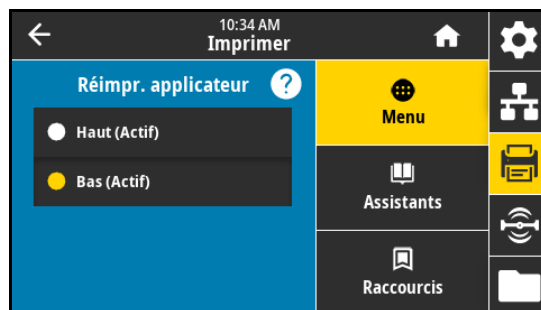 10:34 AM
Imprimer
Réimpr. applicateur ?
Haut (Actif)
Bas (Actif)
Menu
Assistants
Raccourcis